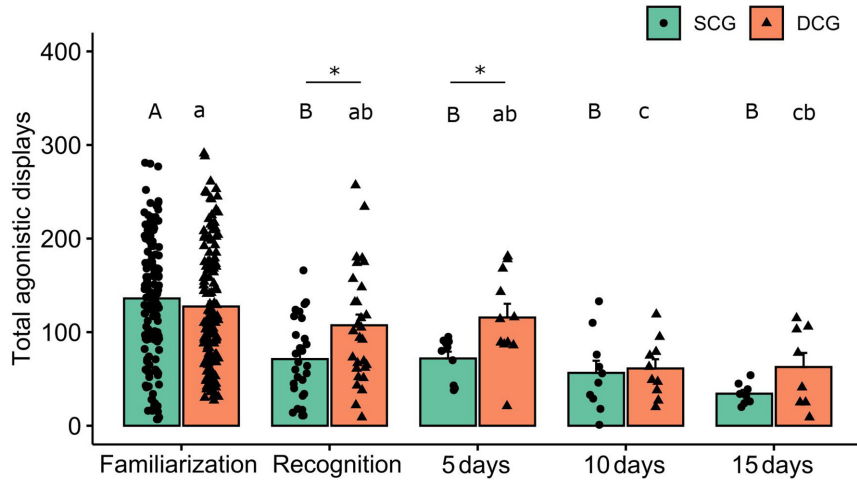 SCG DCG
Total agonistic displays
400
300
200
100
0
* *
A a B ab B ab B c B cb
Familiarization Recognition 5 days 10 days 15 days